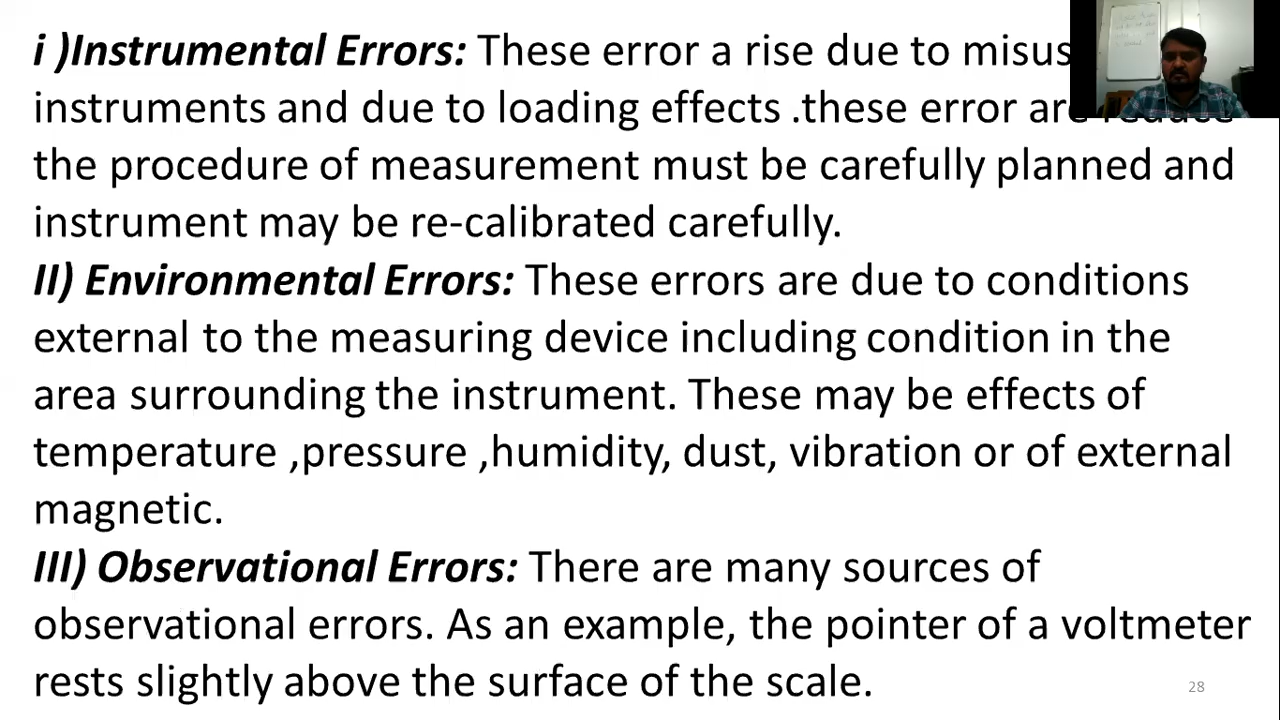 i )Instrumental Errors: These error a rise due to misus
instruments and due to loading effects .these error are reduce
the procedure of measurement must be carefully planned and
instrument may be re-calibrated carefully.
II) Environmental Errors: These errors are due to conditions
external to the measuring device including condition in the
area surrounding the instrument. These may be effects of
temperature ,pressure ,humidity, dust, vibration or of external
magnetic.
III) Observational Errors: There are many sources of
observational errors. As an example, the pointer of a voltmeter
rests slightly above the surface of the scale.
28